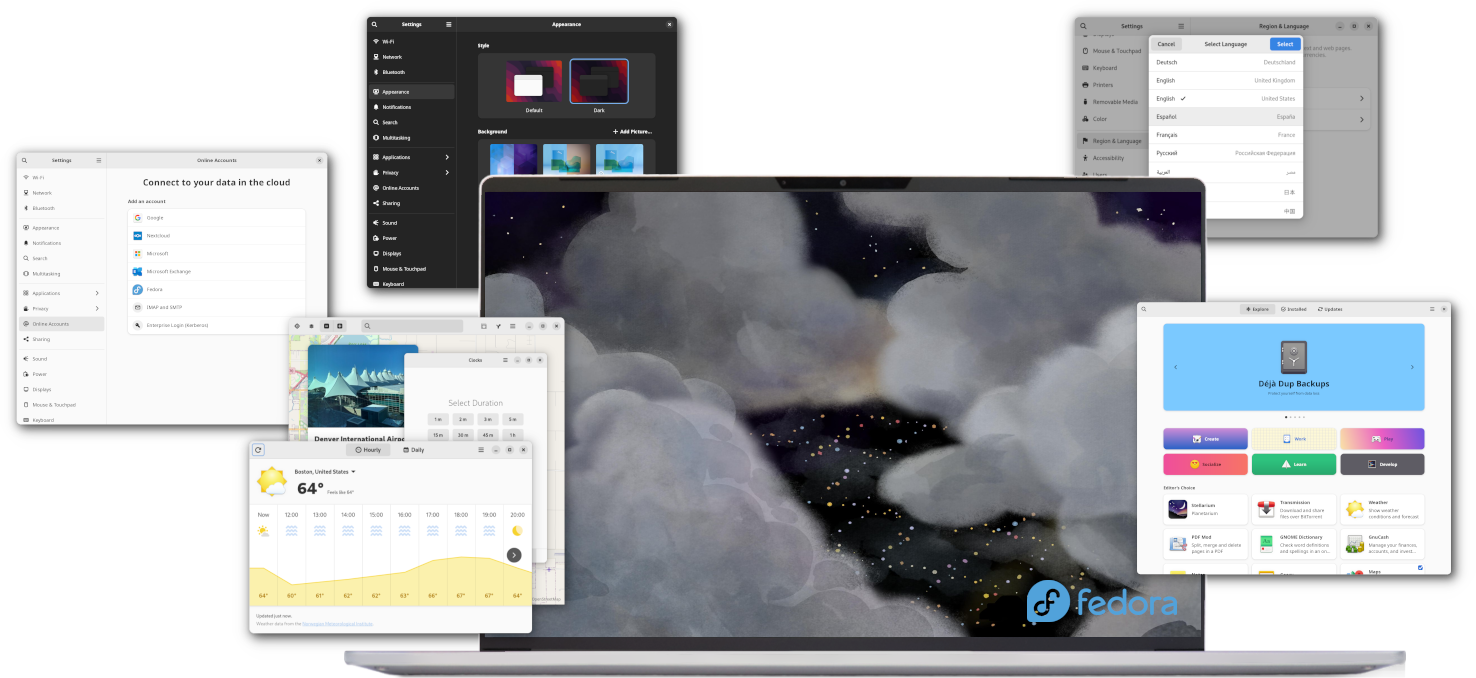 Settings
Appearance
Wi-Fi
Network
Bluetooth
Appearance
Notifications
Search
Multitasking
Applications
Privacy
Online Accounts
Sharing
Sound
Power
Displays
Mouse & Touchpad
Keyboard
Style
Default
Dark
Background
Add Picture...
Settings
Region & Language
Mouse & Touchpad
Keyboard
Printers
Removable Media
Color
Region & Language
Accessibility
Users
Cancel
Select Language
Select
Deutsch
Deutschland
English
United Kingdom
English
United States
Español
España
Français
France
Русский
Российская Федерация
العربية
مصر
日本
中国
Settings
Online Accounts
Wi-Fi
Network
Bluetooth
Appearance
Notifications
Search
Multitasking
Applications
Privacy
Online Accounts
Sharing
Sound
Power
Displays
Mouse & Touchpad
Keyboard
Connect to your data in the cloud
Add an account
Google
Nextcloud
Microsoft
Microsoft Exchange
Fedora
IMAP and SMTP
Enterprise Login (Kerberos)
Denver International
Clocks
Select Duration
1 m 2 m 3 m 5 m
15 m 30 m 45 m 1 h
Hourly
Daily
Boston, United States
64°
Feels like 64°
Now 12:00 13:00 14:00 15:00 16:00 17:00 18:00 19:00 20:00
64° 60° 61° 62° 62° 63° 66° 67° 67° 64°
Updated just now.
Weather data from the Norwegian Meteorological Institute
Explore
Installed
Updates
Déjà Dup Backups
Protect yourself from data loss
Create
Work
Play
Socialize
Learn
Develop
Editor's Choice
Stellarium
Planetarium
Transmission
Download and share
files over BitTorrent
Weather
Show weather
conditions and forecast
PDF Mod
Split, merge and delete
pages in a PDF
GNOME Dictionary
Check word definitions
and spellings in an on...
GnuCash
Manage your finances,
accounts, and invest...
Maps
fedora